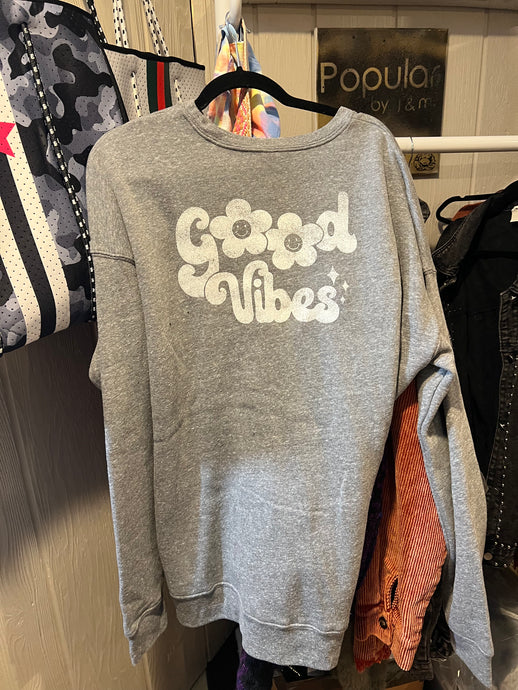 Popular
by j & m.
Good
Vibes